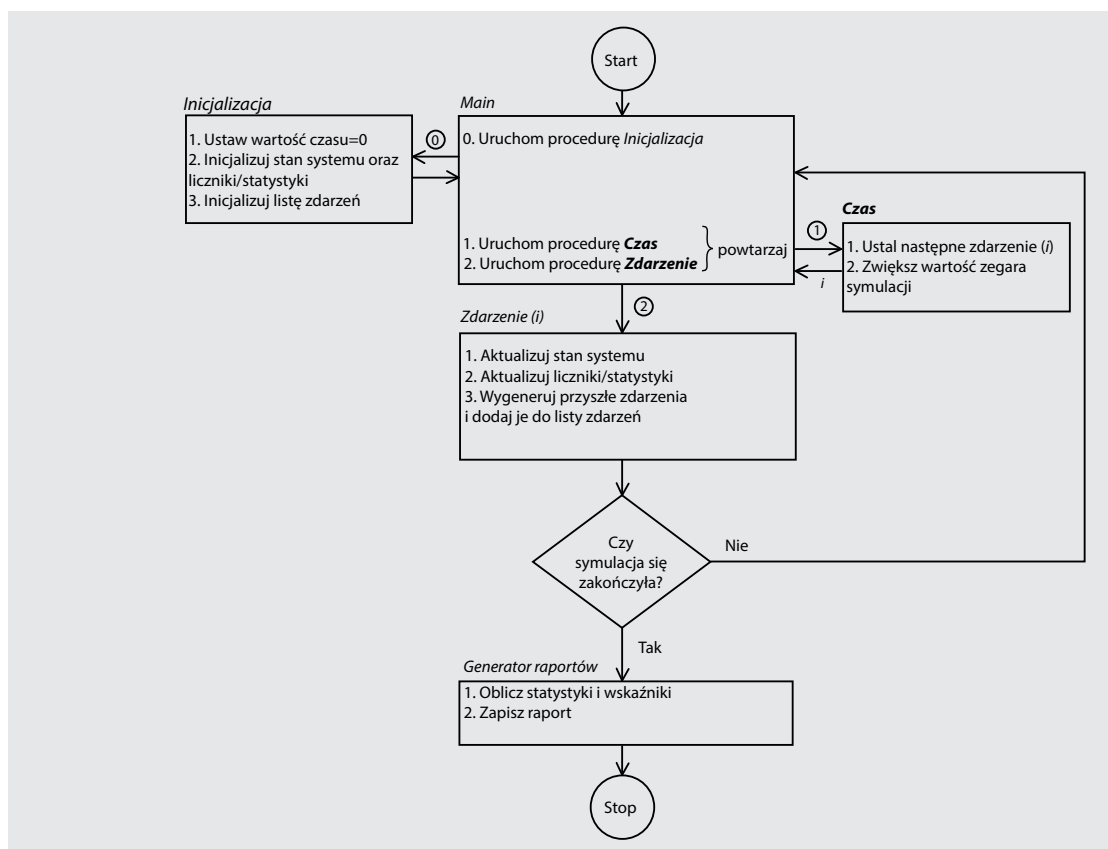 Start
Inicjalizacja
1. Ustaw wartość czasu=0
2. Inicjalizuj stan systemu oraz
liczniki/statystyki
3. Inicjalizuj listę zdarzeń
0
Main
0. Uruchom procedurę Inicjalizacja
1. Uruchom procedurę Czas
2. Uruchom procedurę Zdarzenie
powtarzaj
1
i
Czas
1. Ustal następne zdarzenie (i)
2. Zwiększ wartość zegara
symulacji
2
Zdarzenie (i)
1. Aktualizuj stan systemu
2. Aktualizuj liczniki/statystyki
3. Wygeneruj przyszłe zdarzenia
i dodaj je do listy zdarzeń
Czy
symulacja się
zakończyła?
Nie
Tak
Generator raportów
1. Oblicz statystyki i wskaźniki
2. Zapisz raport
Stop